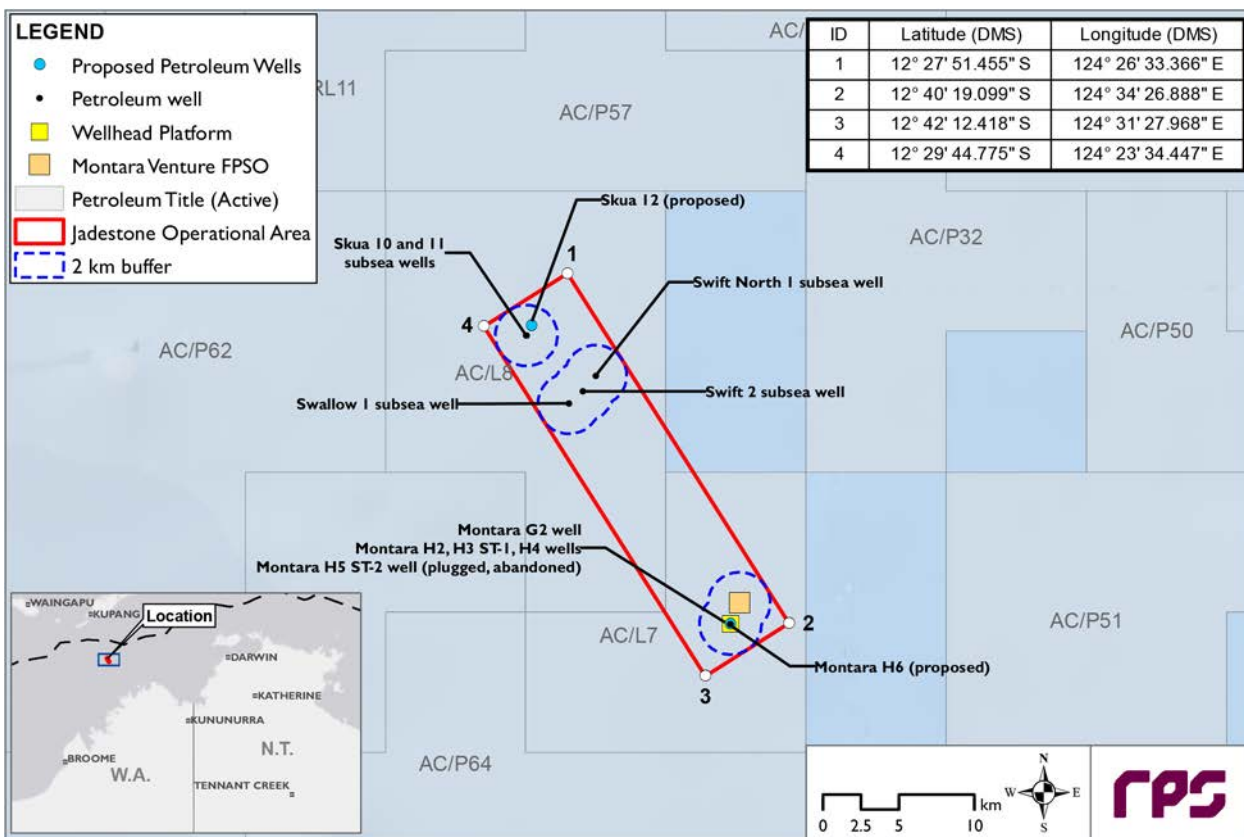 LEGEND
Proposed Petroleum Wells
Petroleum well
Wellhead Platform
Montara Venture FPSO
Petroleum Title (Active)
Jadestone Operational Area
2 km buffer
ID Latitude (DMS) Longitude (DMS)
1 12° 27' 51.455" S 124° 26' 33.366" E
2 12° 40' 19.099" S 124° 34' 26.888" E
3 12° 42' 12.418" S 124° 31' 27.968" E
4 12° 29' 44.775" S 124° 23' 34.447" E
AC/
RL11
AC/P57
Skua 12 (proposed)
Skua 10 and 11
subsea wells
1
Swift North 1 subsea well
AC/P32
4
AC/P62
AC/P50
AC/L8
Swallow 1 subsea well
Swift 2 subsea well
Montara G2 well
Montara H2, H3 ST-1, H4 wells
Montara H5 ST-2 well (plugged, abandoned)
AC/L7
2
AC/P51
Montara H6 (proposed)
3
AC/P64
WAINGAPU
KUPANG
Location
DARWIN
KATHERINE
KUNUNURRA
BROOME
W.A.
N.T.
TENNANT CREEK
km
0 2.5 5 10
N
W E
S
rps